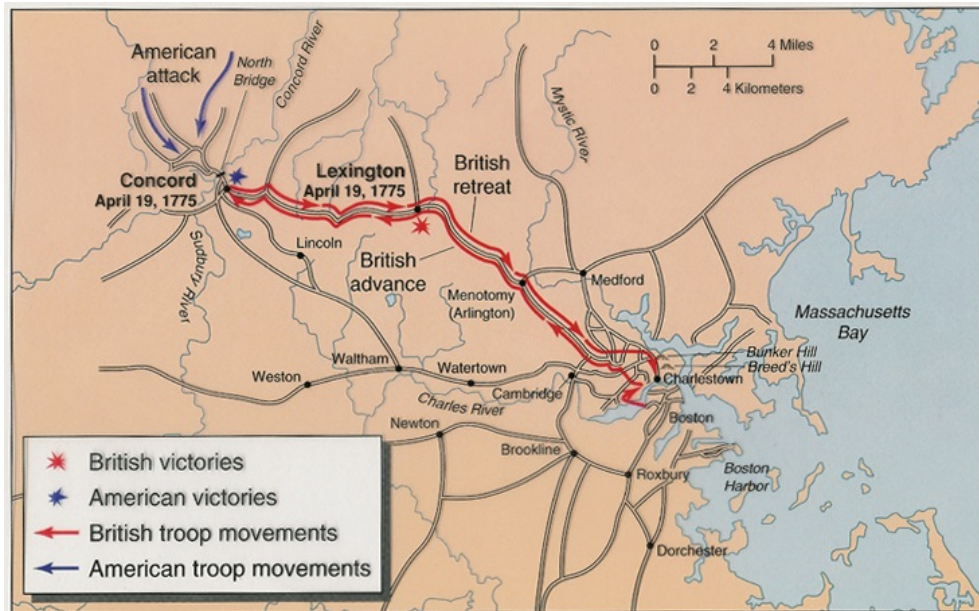 American
attack
North
Bridge
Concord River
0 2 4 Miles
0 2 4 Kilometers
Mystic River
Concord
April 19, 1775
Lexington
April 19, 1775
British
retreat
Sudbury River
Lincoln
British
advance
Menotomy
(Arlington)
Medford
Massachusetts
Bay
Bunker Hill
Breed's Hill
Waltham
Weston
Watertown
Cambridge
Charlestown
Charles River
Newton
Boston
Brookline
Roxbury
Boston
Harbor
Dorchester
British victories
American victories
British troop movements
American troop movements